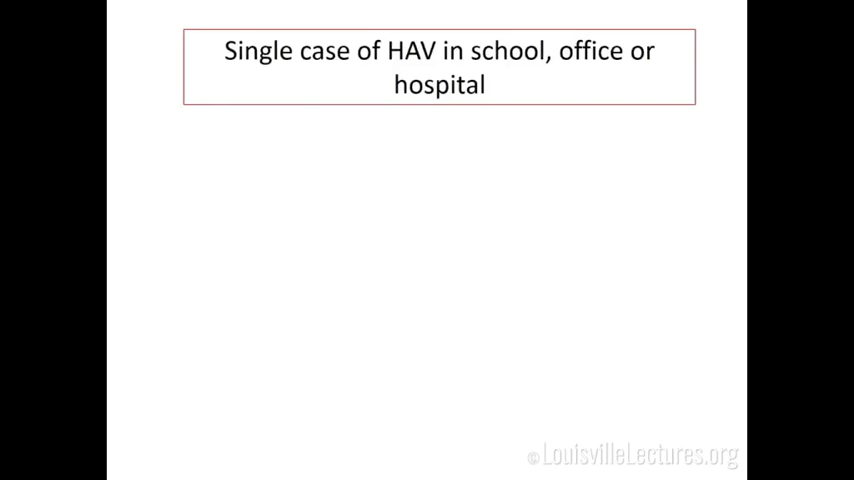 Single case of HAV in school, office or
hospital
© LouisvilleLectures.org